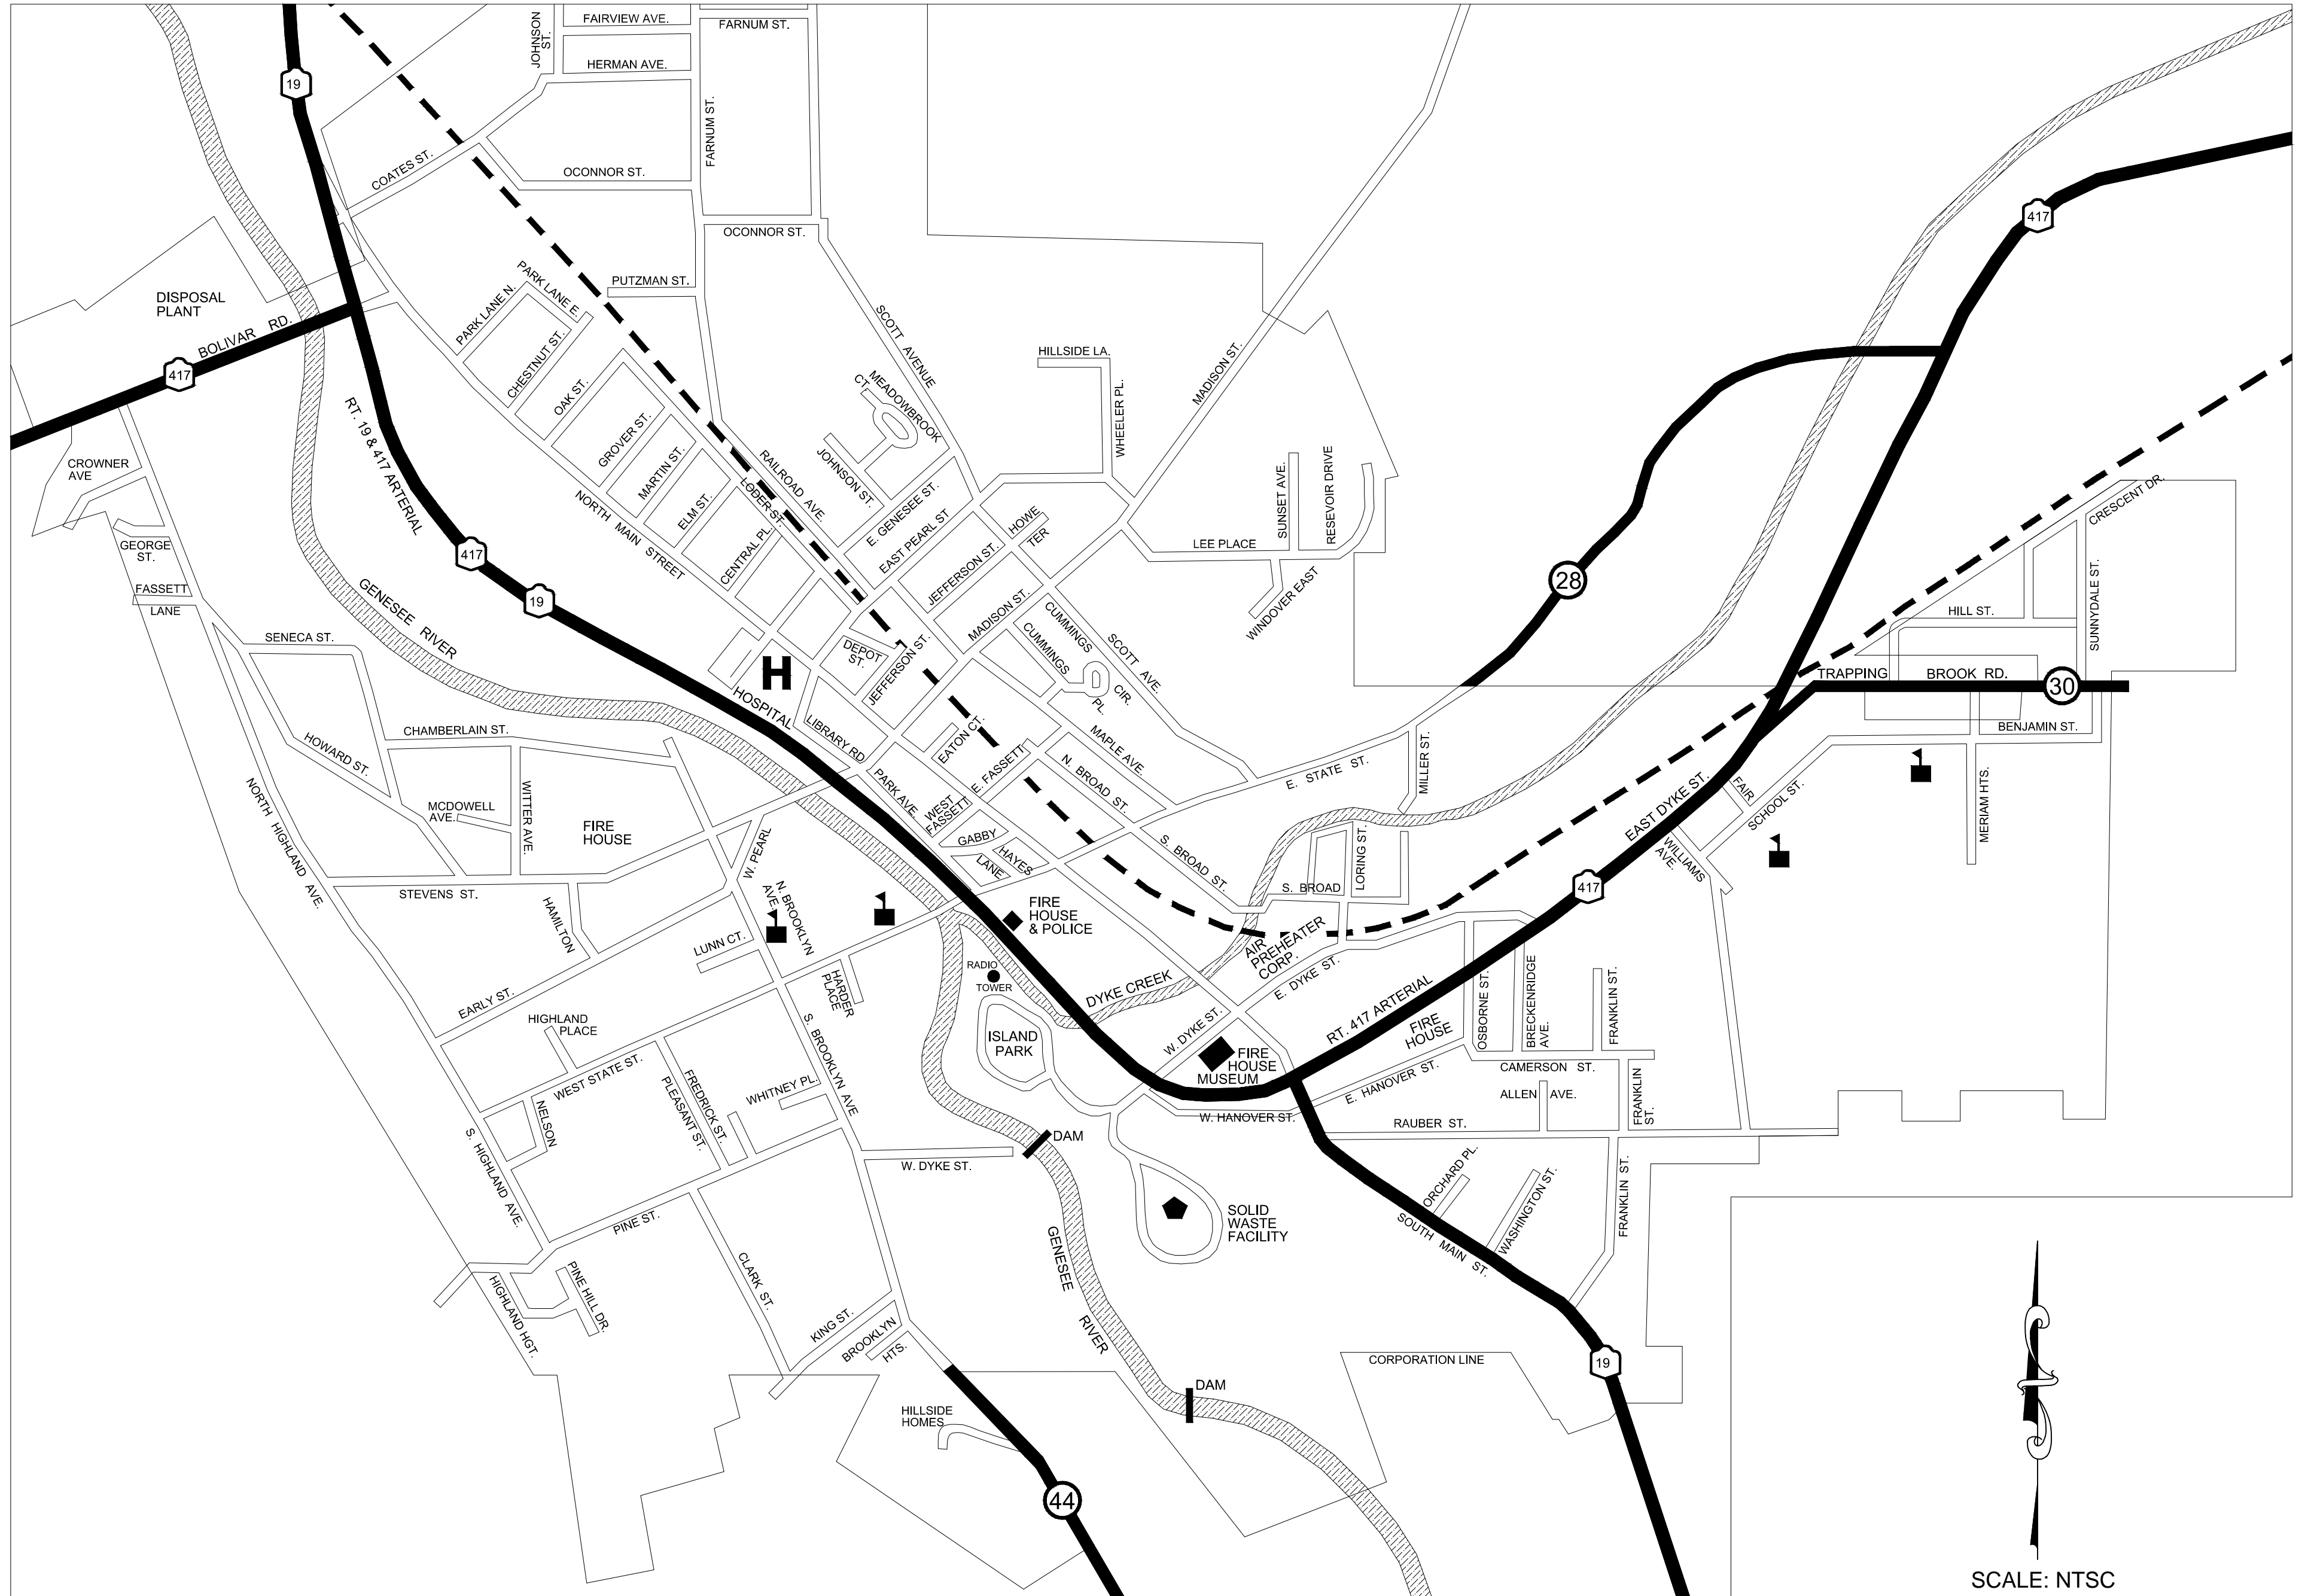 JOHNSON
ST.
FAIRVIEW AVE.
FARNUM ST.
HERMAN AVE.
19
FARNUM ST.
COATES ST.
OCONNOR ST.
OCONNOR ST.
417
PUTZMAN ST.
PARK LANE N.
PARK LANE E.
DISPOSAL
PLANT
BOLIVAR RD.
417
CHESTNUT ST.
OAK ST.
SCOTT AVENUE
MEADOWBROOK
CT.
HILLSIDE LA.
WHEELER PL.
MADISON ST.
RT. 19 & 417 ARTERIAL
GROVER ST.
MARTIN ST.
ELM ST.
LODER ST.
RAILROAD AVE.
JOHNSON ST.
E. GENESEE ST.
EAST PEARL ST
HOWE
TER
JEFFERSON ST.
SUNSET AVE.
RESEVOIR DRIVE
LEE PLACE
WINDOVER EAST
CROWNER
AVE
GEORGE
ST.
FASSETT
LANE
NORTH MAIN STREET
CENTRAL PL.
417
19
28
CRESCENT DR.
SUNNYDALE ST.
HILL ST.
TRAPPING BROOK RD.
30
BENJAMIN ST.
MERIAM HTS.
SENECA ST.
GENESEE RIVER
H
HOSPITAL
DEPOT
ST.
JEFFERSON ST.
MADISON ST.
CUMMINGS
CUMMINGS
CIR.
PL.
SCOTT AVE.
LIBRARY RD
EATON CT.
E. FASSETT
MAPLE AVE.
N. BROAD ST.
E. STATE ST.
MILLER ST.
EAST DYKE ST.
FAIR
SCHOOL ST.
WILLIAMS
AVE.
CHAMBERLAIN ST.
HOWARD ST.
MCDOWELL
AVE.
WITTER AVE.
FIRE
HOUSE
NORTH HIGHLAND AVE.
STEVENS ST.
HAMILTON
W. PEARL
PARK AVE.
WEST
FASSETT
GABBY
HAYES
LANE
S. BROAD ST.
S. BROAD
LORING ST.
417
N. BROOKLYN
AVE.
LUNN CT.
HARDER
PLACE
FIRE
HOUSE
& POLICE
RADIO
TOWER
DYKE CREEK
AIR
PREHEATER
CORP.
E. DYKE ST.
EARLY ST.
HIGHLAND
PLACE
ISLAND
PARK
W. DYKE ST.
FIRE
HOUSE
MUSEUM
RT. 417 ARTERIAL
FIRE
HOUSE
OSBORNE ST.
BRECKENRIDGE
AVE.
FRANKLIN ST.
WEST STATE ST.
S. BROOKLYN AVE
FREDRICK ST.
PLEASANT ST.
WHITNEY PL
NELSON
S. HIGHLAND AVE.
W. HANOVER ST.
E. HANOVER ST.
CAMERSON ST.
ALLEN AVE.
RAUBER ST.
FRANKLIN
ST.
DAM
W. DYKE ST.
ORCHARD PL.
WASHINGTON ST.
FRANKLIN ST.
SOUTH MAIN ST.
SOLID
WASTE
FACILITY
PINE ST.
PINE HILL DR.
HIGHLAND HGT.
CLARK ST.
KING ST.
BROOKLYN
HTS.
GENESEE RIVER
DAM
CORPORATION LINE
19
HILLSIDE
HOMES
44
SCALE: NTSC